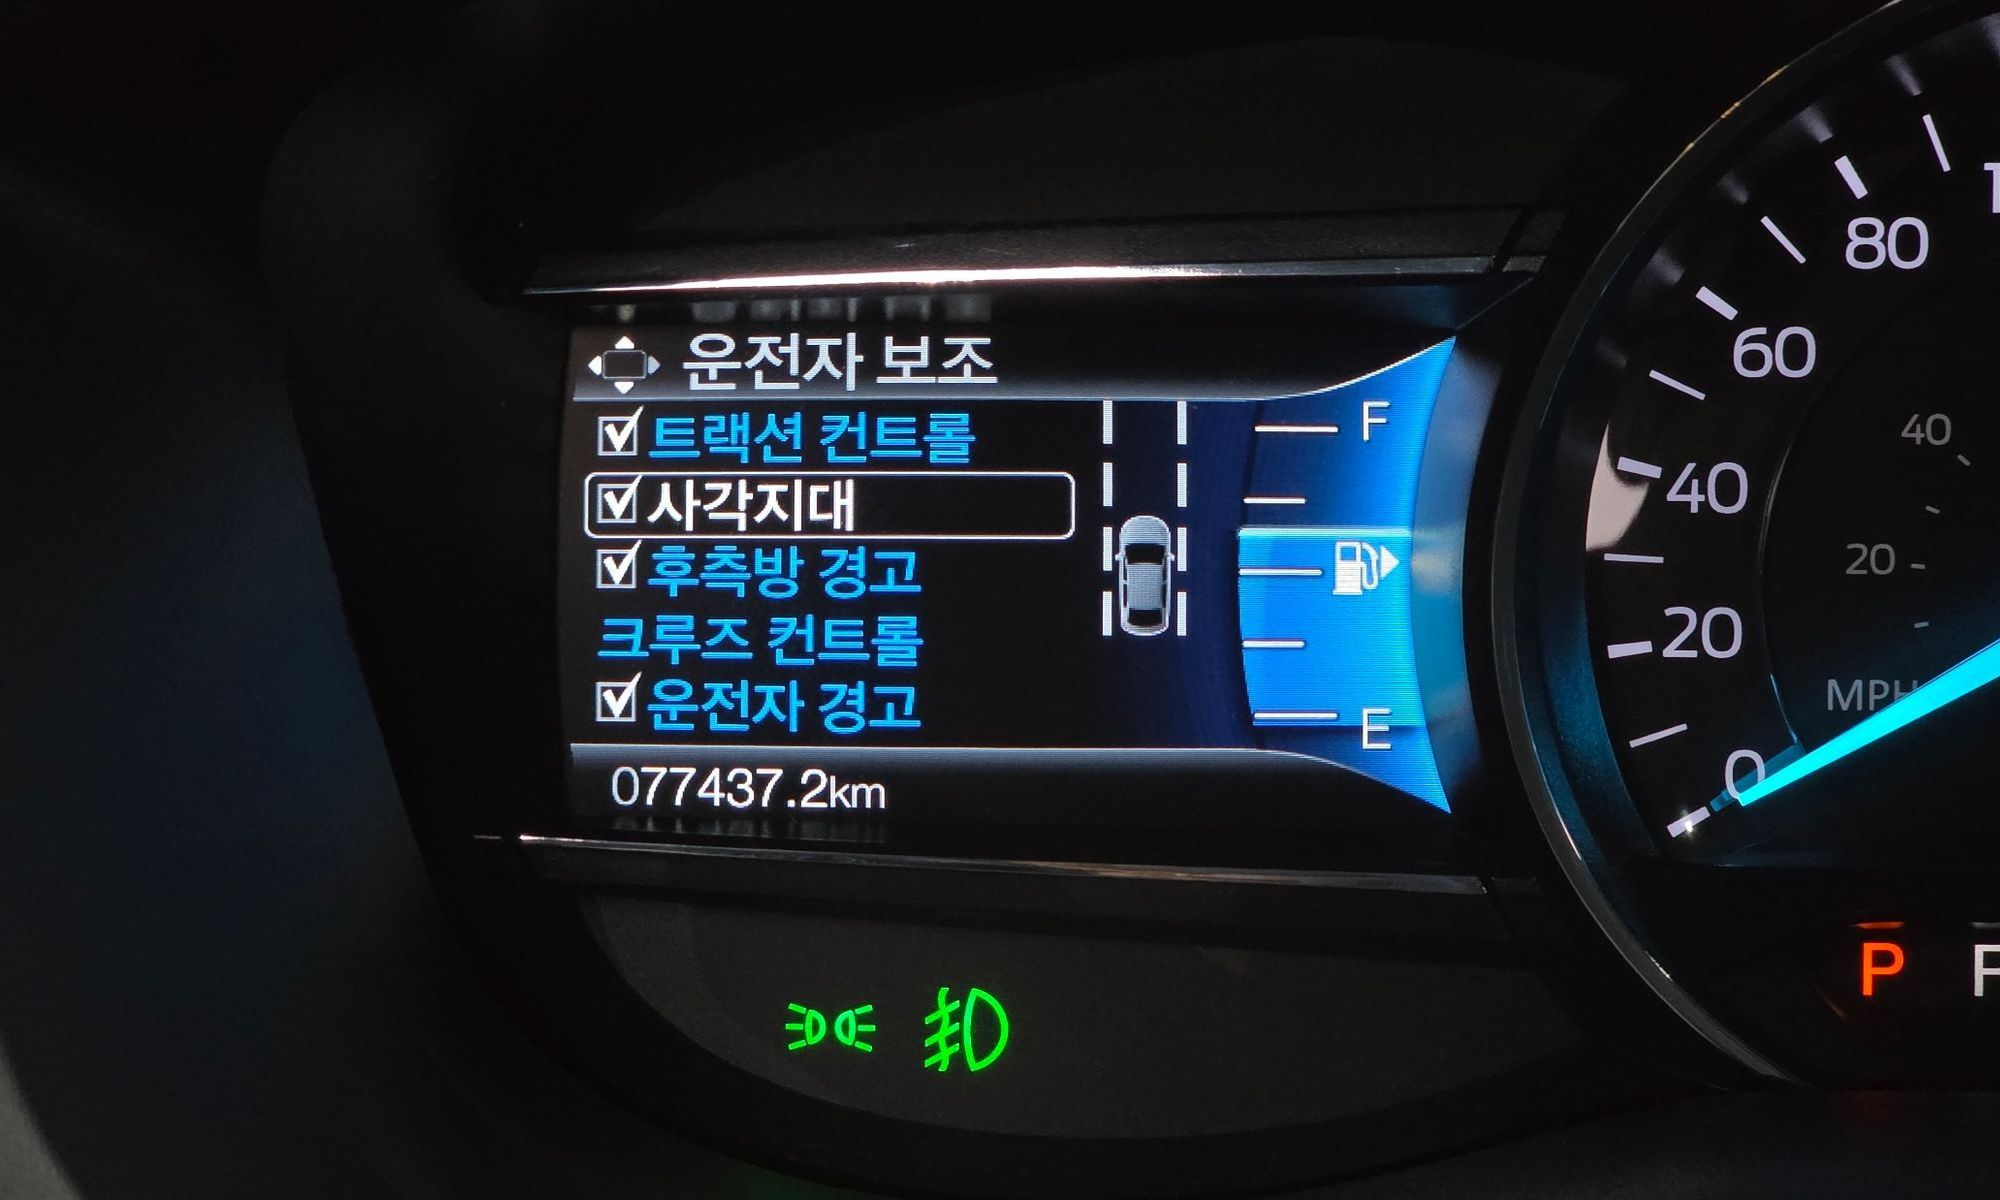 운전자 보조
트랙션 컨트롤
사각지대
후측방 경고
크루즈 컨트롤
운전자 경고
077437.2km
F
E
80
60
40
20
0
40
20
MPH
P